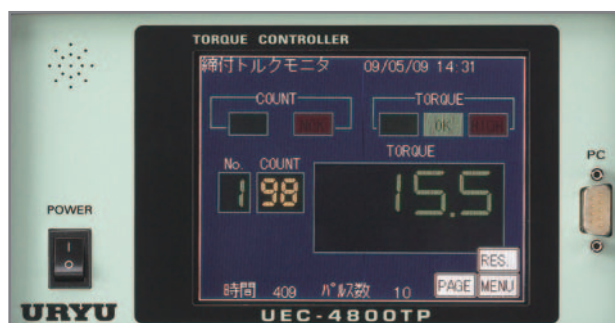 TORQUE CONTROLLER
締付トルクモニタ 09/05/09 14:31
COUNT TORQUE
NOK OK HIGH
No. COUNT TORQUE
1 98 15.5
PC
POWER
RES.
時間 409 パルス数 10 PAGE MENU
URYU UEC-4800TP